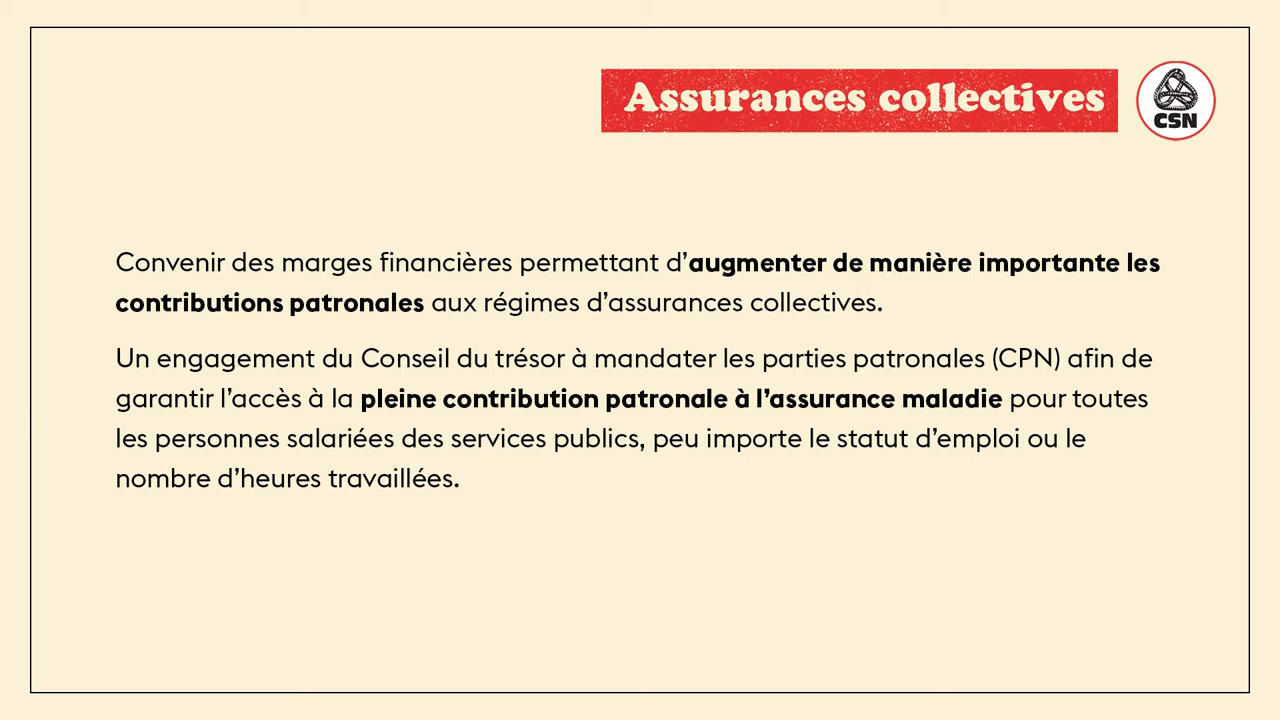 Assurances collectives
CSN
Convenir des marges financières permettant d’augmenter de manière importante les
contributions patronales aux régimes d’assurances collectives.
Un engagement du Conseil du trésor à mandater les parties patronales (CPN) afin de
garantir l’accès à la pleine contribution patronale à l’assurance maladie pour toutes
les personnes salariées des services publics, peu importe le statut d’emploi ou le
nombre d’heures travaillées.